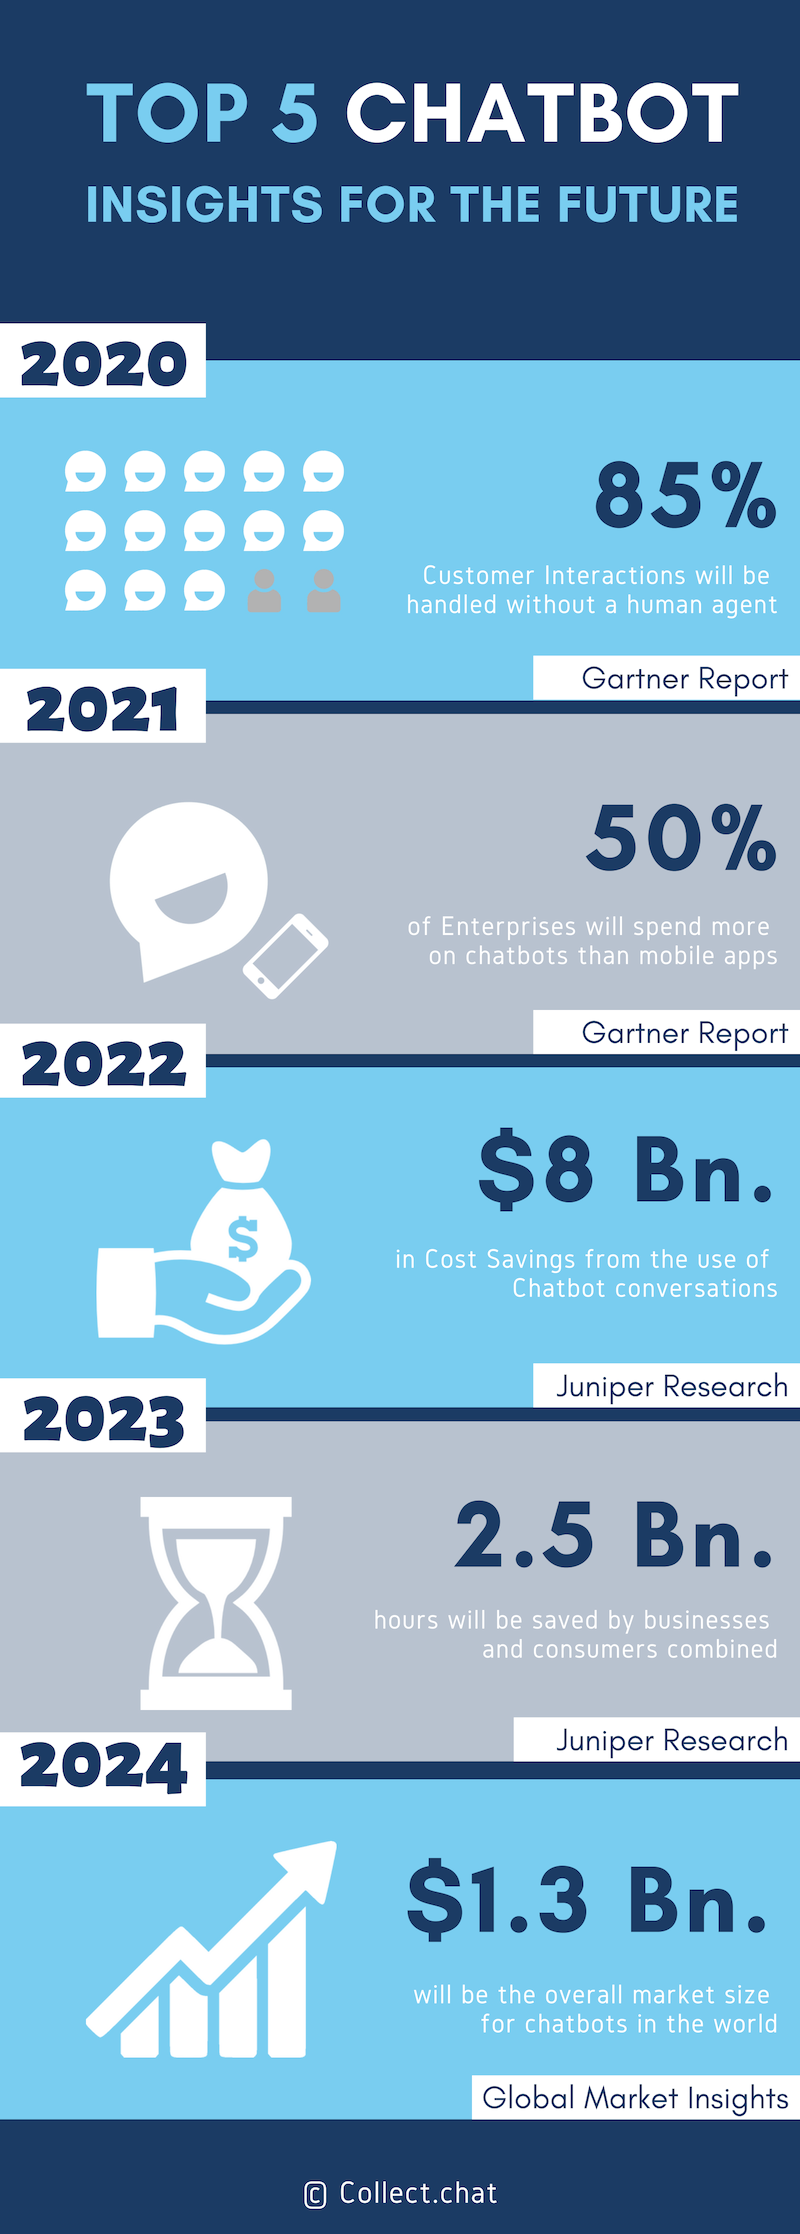 TOP 5 CHATBOT
INSIGHTS FOR THE FUTURE
2020
85%
Customer Interactions will be
handled without a human agent
Gartner Report
2021
50%
of Enterprises will spend more
on chatbots than mobile apps
Gartner Report
2022
$8 Bn.
$
in Cost Savings from the use of
Chatbot conversations
Juniper Research
2023
2.5 Bn.
hours will be saved by businesses
and consumers combined
Juniper Research
2024
$1.3 Bn.
will be the overall market size
for chatbots in the world
Global Market Insights
© Collect.chat